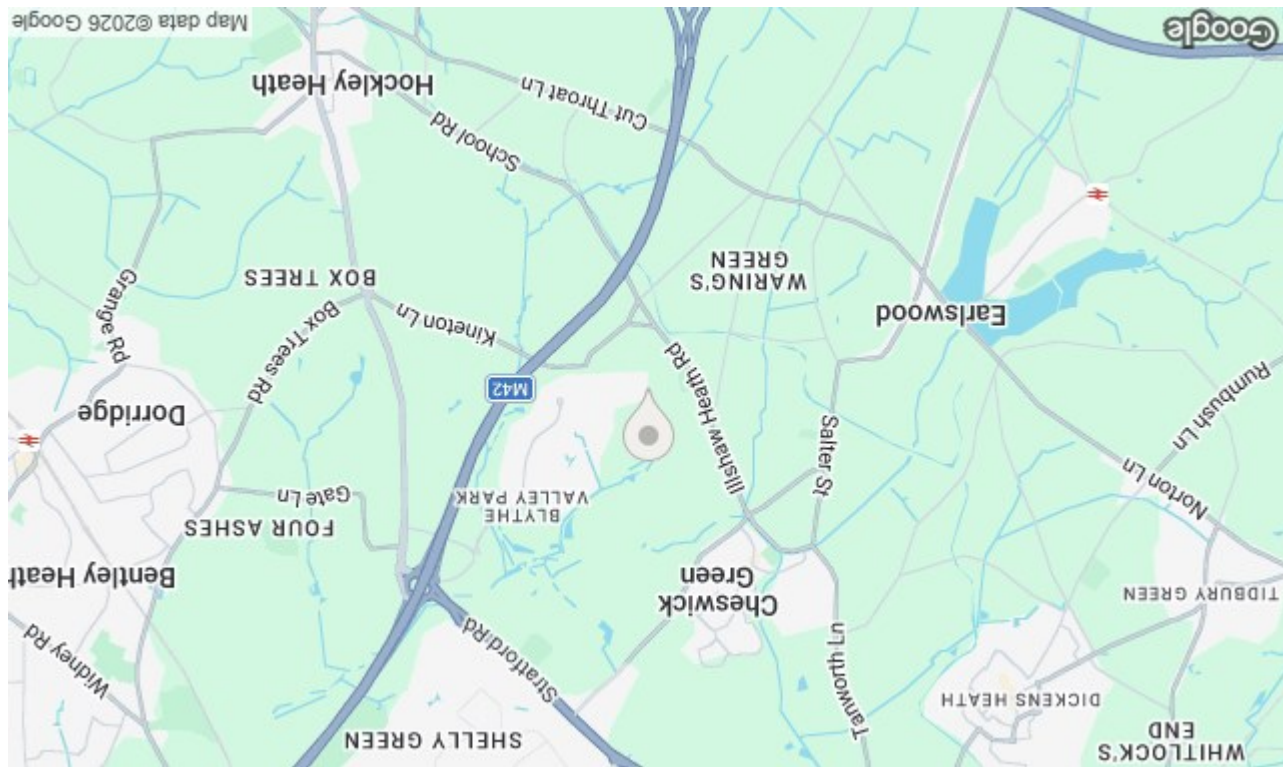 WHITLOCK'S
END
SHELLY GREEN
DICKENS HEATH
Tanworth Ln
Stratford Rd
Widney Rd
TIDBURY GREEN
Cheswick
Green
Bentley Heath
FOUR ASHES
Gate Ln
BLYTHE
VALLEY PARK
Norton Ln
Salter St
Illshaw Heath Rd
Dorridge
Rumbush Ln
M42
Box Trees Rd
Grange Rd
Kineton Ln
Earlswood
BOX TREES
WARING'S
GREEN
School Rd
Cut Throat Ln
Hockley Heath
Google
Map data ©2026 Google